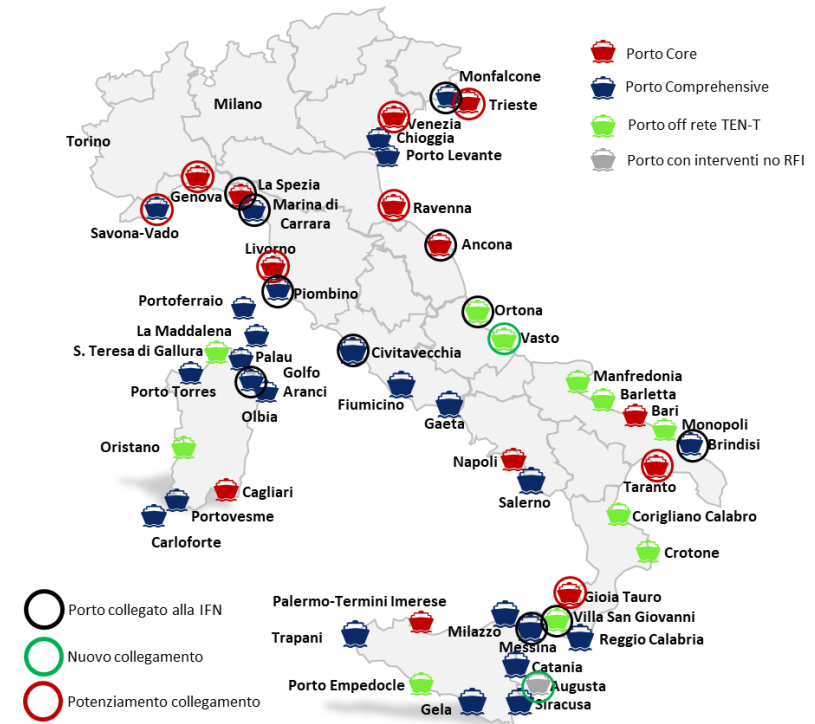 Monfalcone
Porto Core
Milano
Trieste
Porto Comprehensive
Venezia
Chioggia
Porto off rete TEN-T
Torino
Porto Levante
Porto con interventi no RFI
La Spezia
Genova
Marina di
Carrara
Ravenna
Savona-Vado
Ancona
Livorno
Piombino
Portoferraio
Ortona
La Maddalena
Vasto
S. Teresa di Gallura
Palau
Civitavecchia
Golfo
Aranci
Porto Torres
Manfredonia
Olbia
Fiumicino
Barletta
Bari
Gaeta
Monopoli
Brindisi
Oristano
Napoli
Taranto
Cagliari
Salerno
Portovesme
Corigliano Calabro
Carloforte
Crotone
Gioia Tauro
Palermo-Termini Imerese
Porto collegato alla IFN
Villa San Giovanni
Trapani
Milazzo
Reggio Calabria
Messina
Nuovo collegamento
Catania
Porto Empedocle
Augusta
Potenziamento collegamento
Gela
Siracusa